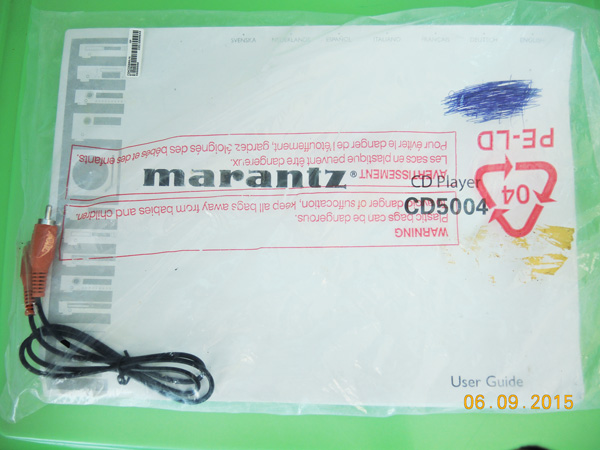 marantz®
CD Player
CD5004
User Guide
PE-LD
04
Pour éviter le danger de l'étouffement, gardez éloignés des bébés et des enfants.
Les sacs en plastique peuvent être dangereux.
AVERTISSEMENT
Plastic bags can be dangerous.
To avoid danger of suffocation, keep all bags away from babies and children.
WARNING
06.09.2015